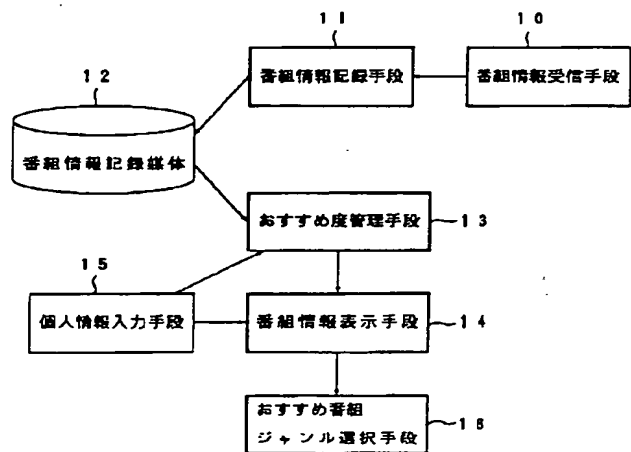 11
10
番組情報記録手段
番組情報受信手段
12
番組情報記録媒体
おすすめ度管理手段
13
15
個人情報入力手段
番組情報表示手段
14
おすすめ番組
ジャンル選択手段
16